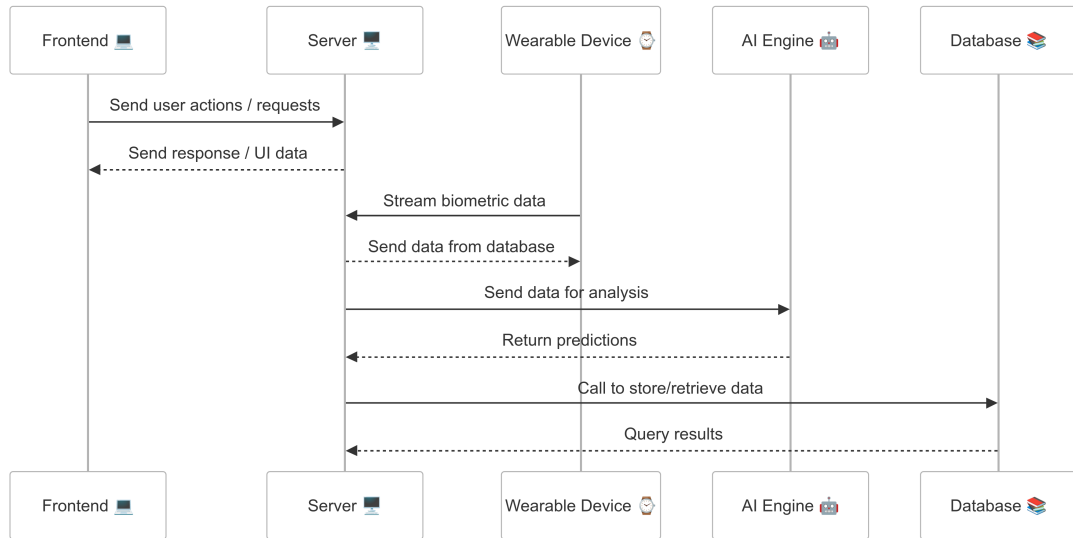 Frontend 💻
Server 🖥️
Wearable Device ⌚
AI Engine 🤖
Database 📚
Send user actions / requests
Send response / UI data
Stream biometric data
Send data from database
Send data for analysis
Return predictions
Call to store/retrieve data
Query results
Frontend 💻
Server 🖥️
Wearable Device ⌚
AI Engine 🤖
Database 📚